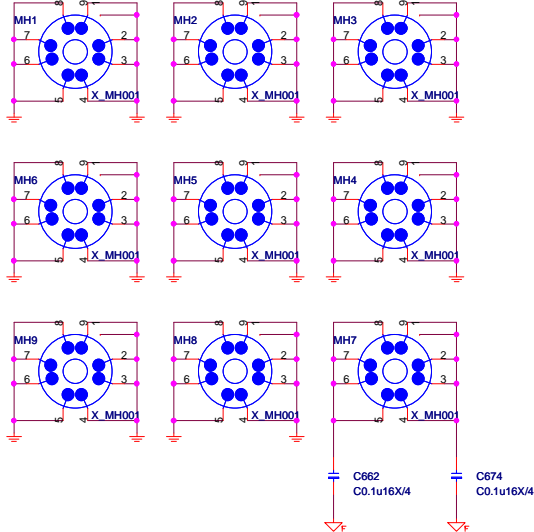 8 9 1 8 9 1 8 9 1
MH1 MH2 MH3
7 2 7 2 7 2
6 3 6 3 6 3
5 4 X_MH001 5 4 X_MH001 5 4 X_MH001
8 9 1 8 9 1 8 9 1
MH6 MH5 MH4
7 2 7 2 7 2
6 3 6 3 6 3
5 4 X_MH001 5 4 X_MH001 5 4 X_MH001
8 9 1 8 9 1 8 9 1
MH9 MH8 MH7
7 2 7 2 7 2
6 3 6 3 6 3
5 4 X_MH001 5 4 X_MH001 5 4 X_MH001
C662 C674
C0.1u16X/4 C0.1u16X/4
F F